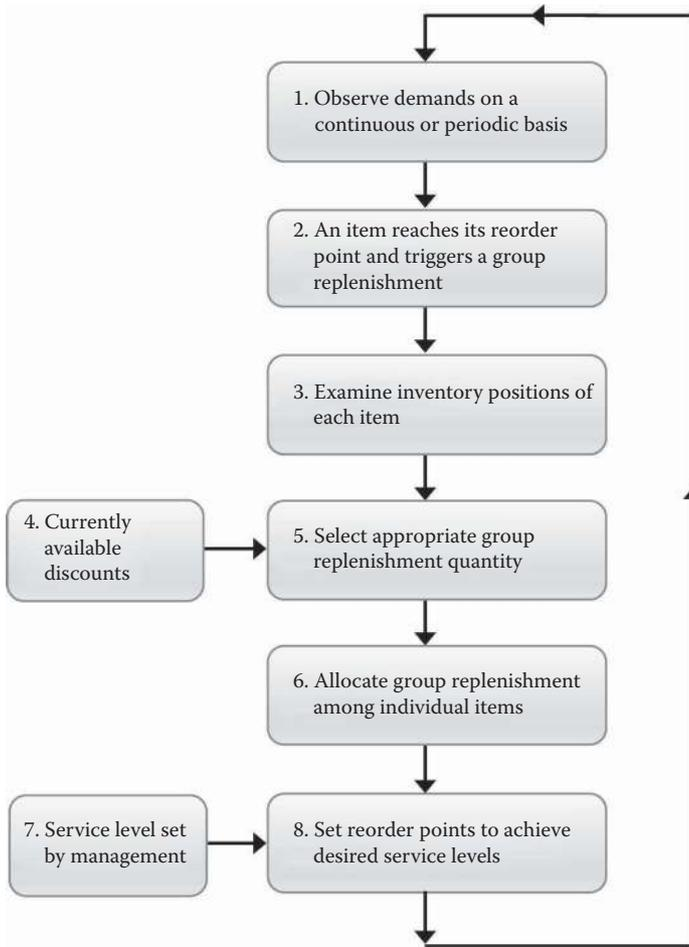 1. Observe demands on a
continuous or periodic basis
2. An item reaches its reorder
point and triggers a group
replenishment
3. Examine inventory positions of
each item
4. Currently
available
discounts
5. Select appropriate group
replenishment quantity
6. Allocate group replenishment
among individual items
7. Service level set
by management
8. Set reorder points to achieve
desired service levels